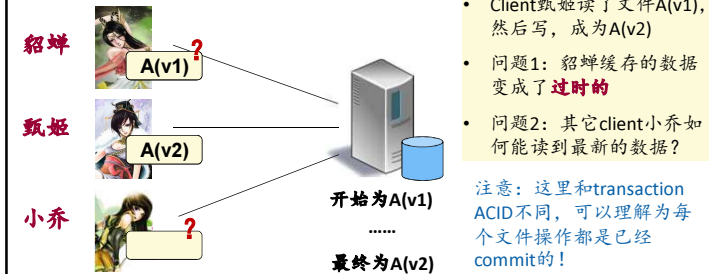 貂蝉
?
A(v1)
甄姬
A(v2)
小乔
?
开始为A(v1)
……
最终为A(v2)
• Client甄姬读了文件A(v1),
然后写，成为A(v2)
• 问题1：貂蝉缓存的数据
变成了过时的
• 问题2：其它client小乔如
何能读到最新的数据？
注意：这里和transaction
ACID不同，可以理解为每
个文件操作都是已经
commit的！